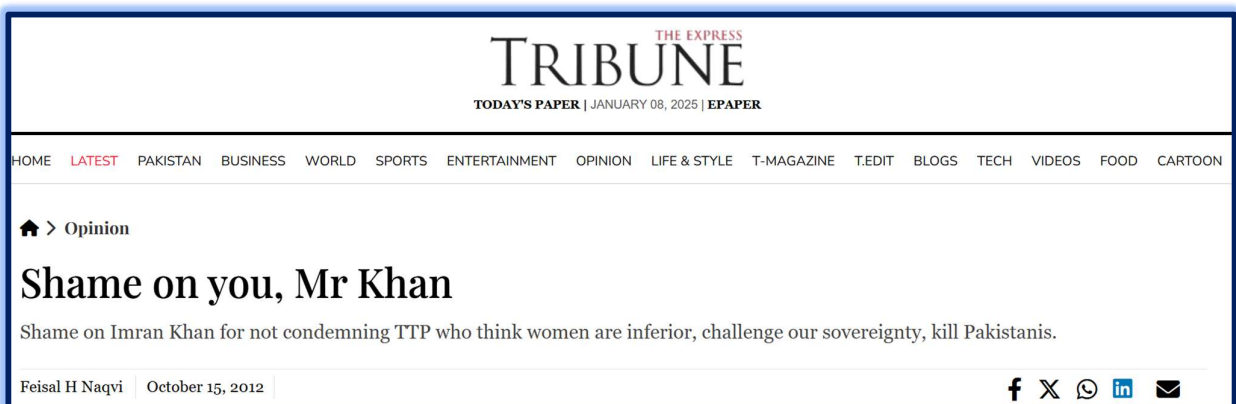 THE EXPRESS
TRIBUNE
TODAY'S PAPER | JANUARY 08, 2025 | EPAPER
HOME LATEST PAKISTAN BUSINESS WORLD SPORTS ENTERTAINMENT OPINION LIFE & STYLE T-MAGAZINE T.EDIT BLOGS TECH VIDEOS FOOD CARTOON
> Opinion
Shame on you, Mr Khan
Shame on Imran Khan for not condemning TTP who think women are inferior, challenge our sovereignty, kill Pakistanis.
Feisal H Naqvi October 15, 2012